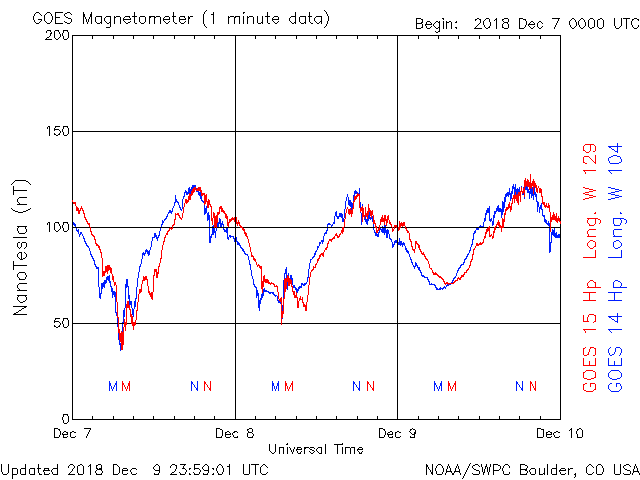 GOES Magnetometer (1 minute data)
Begin: 2018 Dec 7 0000 UTC
200
150
100
50
0
NanoTesla (nT)
M M N N M M N N M M N N
Dec 7 Dec 8 Dec 9 Dec 10
Universal Time
GOES 15 Hp Long. W 129
GOES 14 Hp Long. W 104
Updated 2018 Dec 9 23:59:01 UTC
NOAA/SWPC Boulder, CO USA